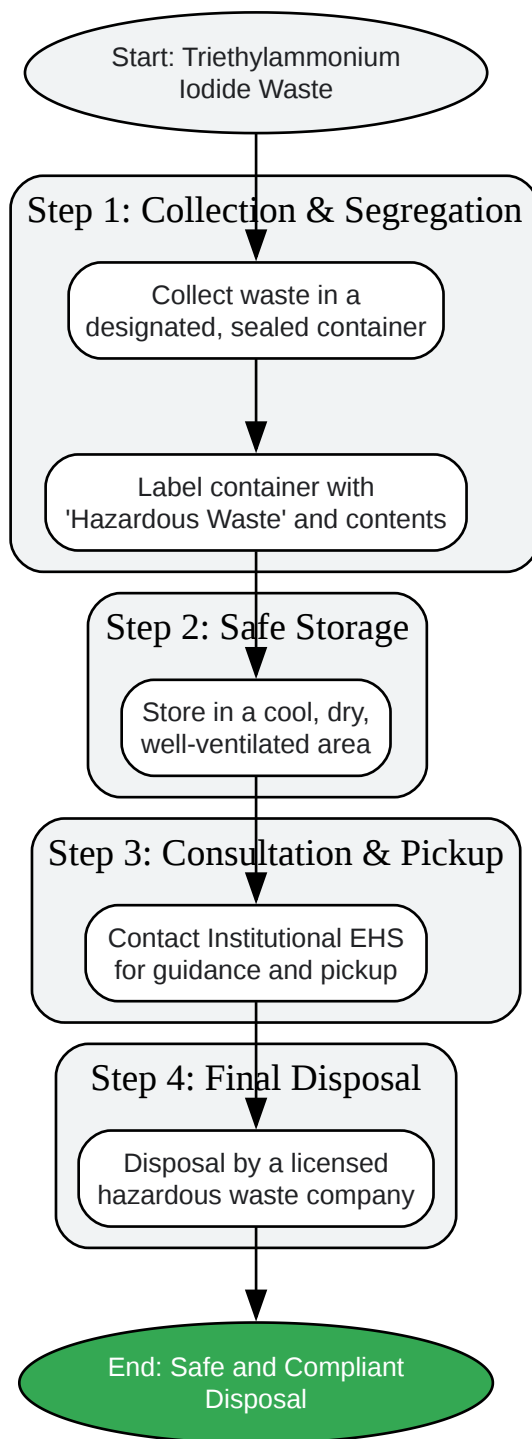 Start: Triethylammonium
Iodide Waste
Step 1: Collection & Segregation
Collect waste in a
designated, sealed container
Label container with
'Hazardous Waste' and contents
Step 2: Safe Storage
Store in a cool, dry,
well-ventilated area
Step 3: Consultation & Pickup
Contact Institutional EHS
for guidance and pickup
Step 4: Final Disposal
Disposal by a licensed
hazardous waste company
End: Safe and Compliant
Disposal